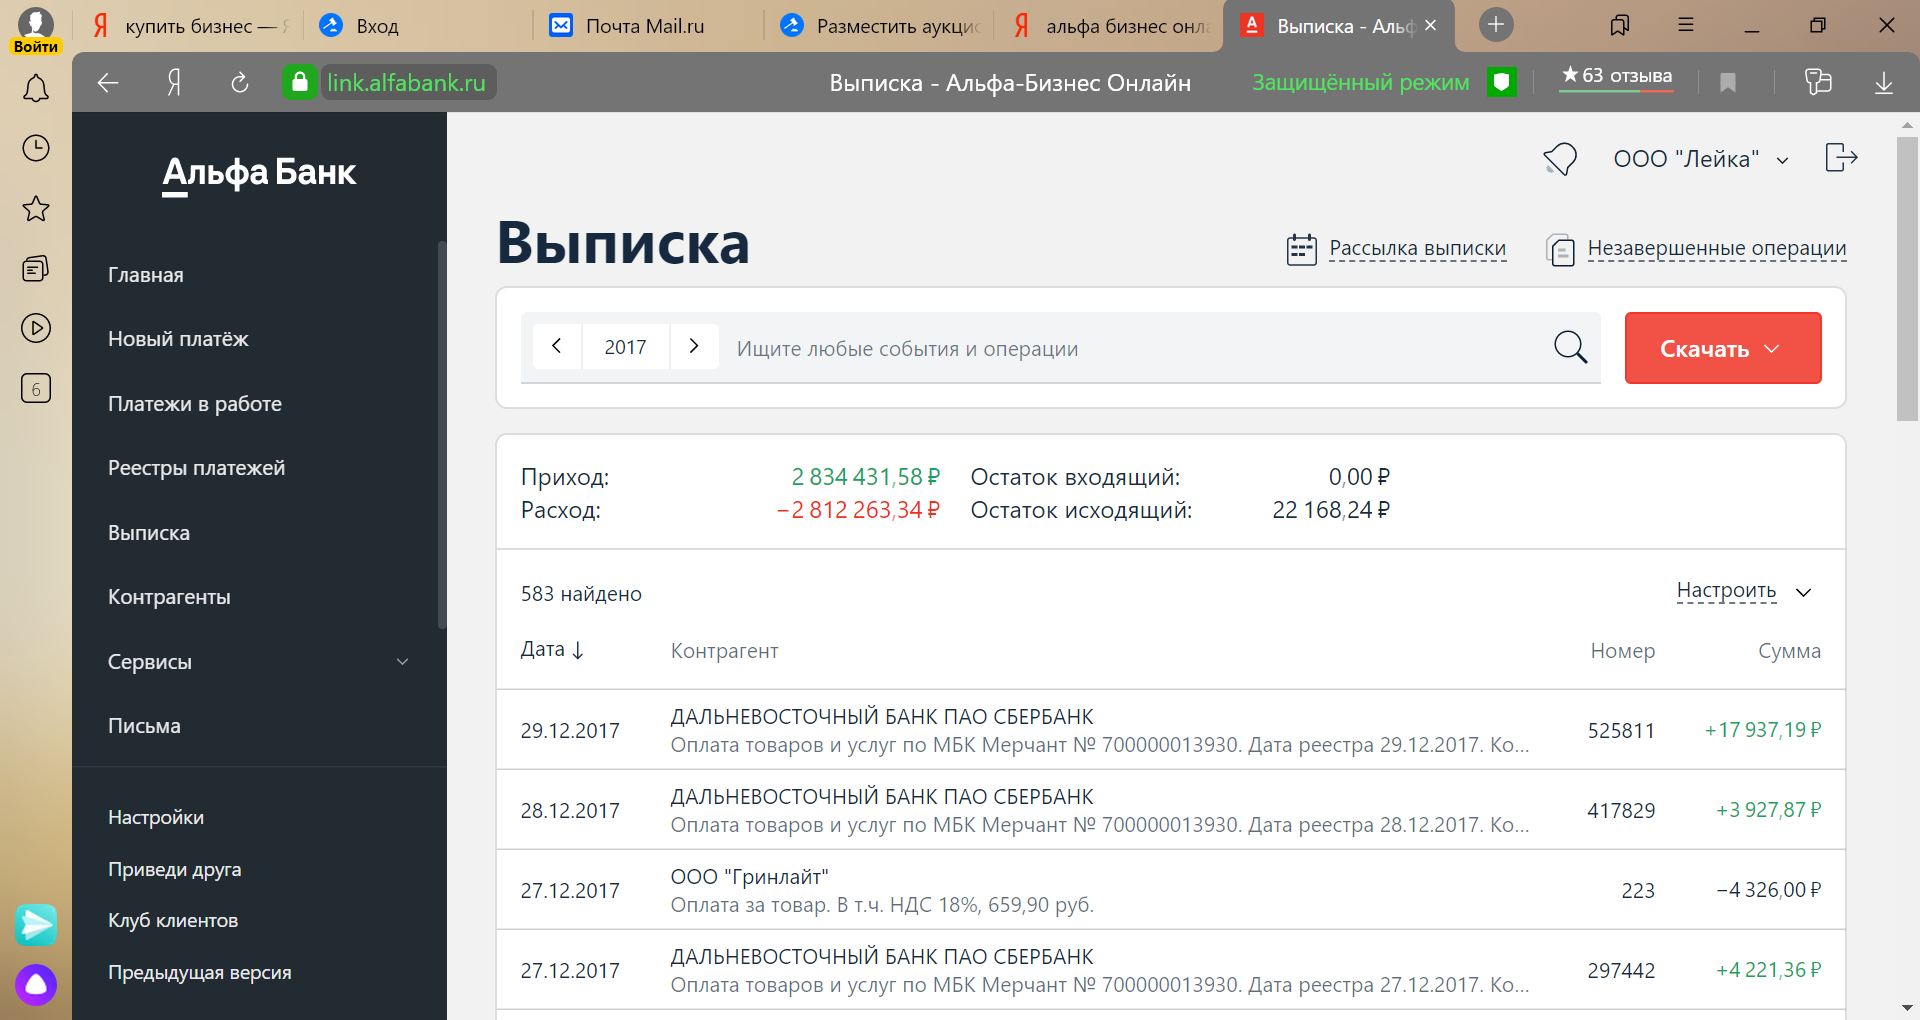 купить бизнес —
Вход
Почта Mail.ru
Разместить аукцис
альфа бизнес онл
Выписка - Альф
Войти
link.alfabank.ru
Выписка - Альфа-Бизнес Онлайн
Защищённый режим
★ 63 отзыва
6
Альфа Банк
Главная
Новый платёж
Платежи в работе
Реестры платежей
Выписка
Контрагенты
Сервисы
Письма
Настройки
Приведи друга
Клуб клиентов
Предыдущая версия
ООО "Лейка"
Выписка
Рассылка выписки
Незавершенные операции
2017
Ищите любые события и операции
Скачать
Приход: 2 834 431,58 ₽ Остаток входящий: 0,00 ₽
Расход: −2 812 263,34 ₽ Остаток исходящий: 22 168,24 ₽
583 найдено
Настроить
Дата ↓ Контрагент Номер Сумма
29.12.2017 ДАЛЬНЕВОСТОЧНЫЙ БАНК ПАО СБЕРБАНК 525811 +17 937,19 ₽
Оплата товаров и услуг по МБК Мерчант № 700000013930. Дата реестра 29.12.2017. Ко...
28.12.2017 ДАЛЬНЕВОСТОЧНЫЙ БАНК ПАО СБЕРБАНК 417829 +3 927,87 ₽
Оплата товаров и услуг по МБК Мерчант № 700000013930. Дата реестра 28.12.2017. Ко...
27.12.2017 ООО "Гринлайт" 223 −4 326,00 ₽
Оплата за товар. В т.ч. НДС 18%, 659,90 руб.
27.12.2017 ДАЛЬНЕВОСТОЧНЫЙ БАНК ПАО СБЕРБАНК 297442 +4 221,36 ₽
Оплата товаров и услуг по МБК Мерчант № 700000013930. Дата реестра 27.12.2017. Ко...